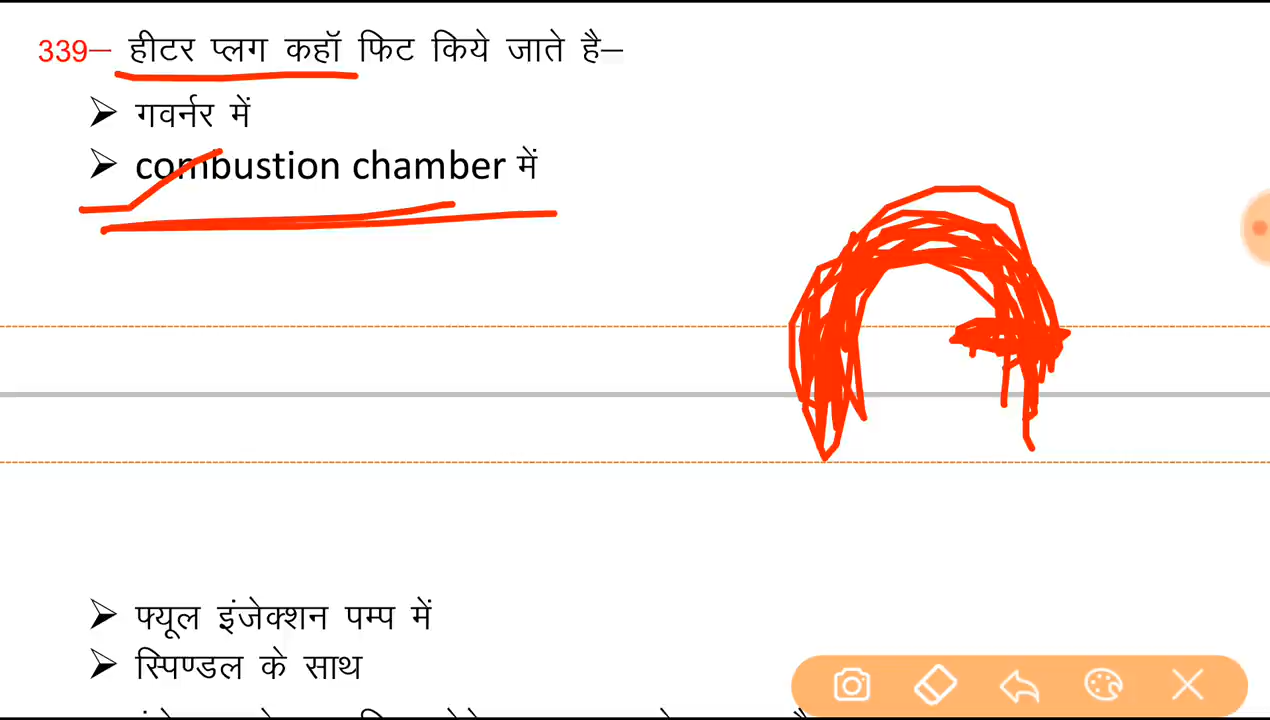 339– हीटर प्लग कहॉ फिट किये जाते है–
➢ गवर्नर में
➢ combustion chamber में
➢ फ्यूल इंजेक्शन पम्प में
➢ स्पिण्डल के साथ